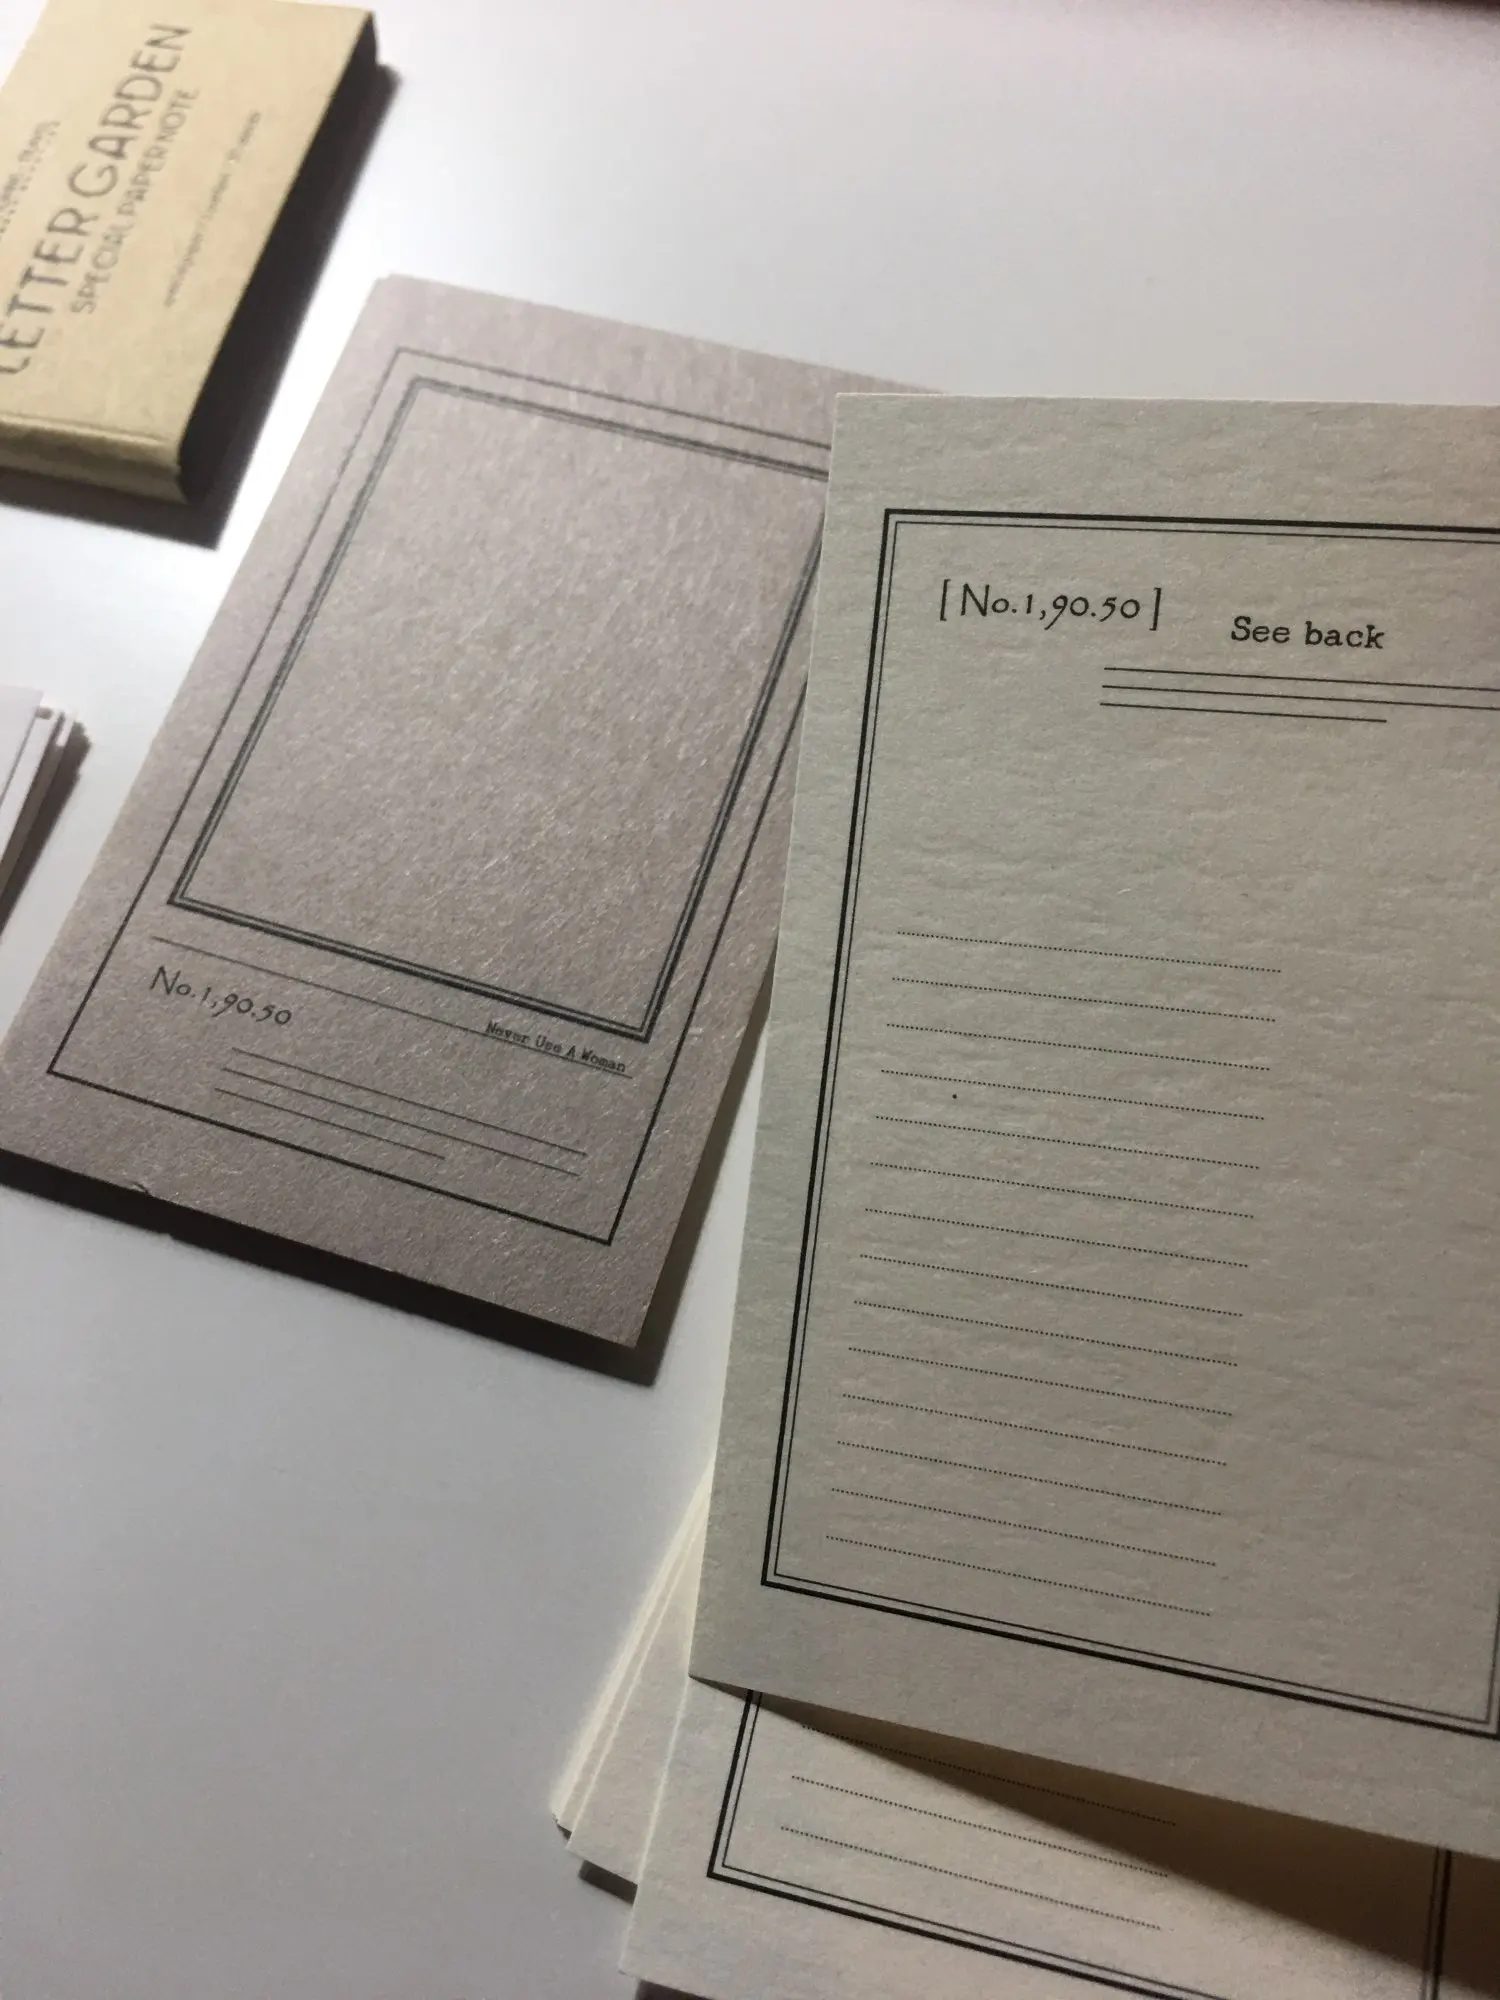 LETTER GARDEN
SPECIAL PAPER NOTE
No.1,90.50
Never Use A Woman
[ No.1,90.50 ]
See back